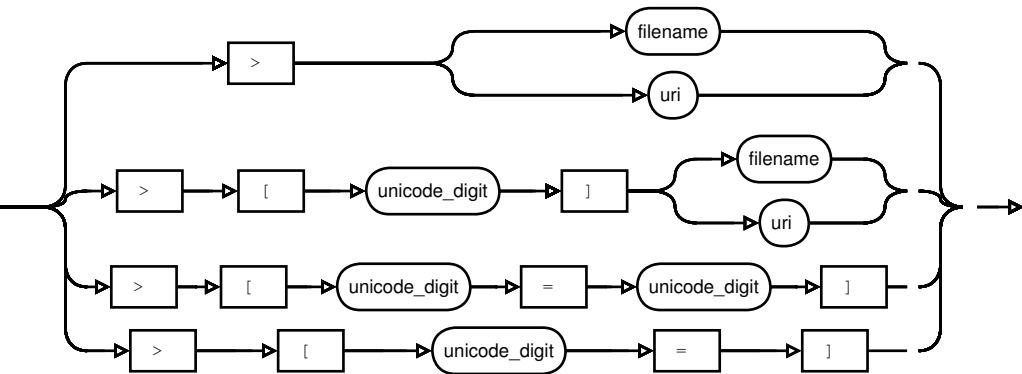 filename
>
uri
filename
> [ unicode_digit ]
uri
> [ unicode_digit = unicode_digit ]
> [ unicode_digit = ]